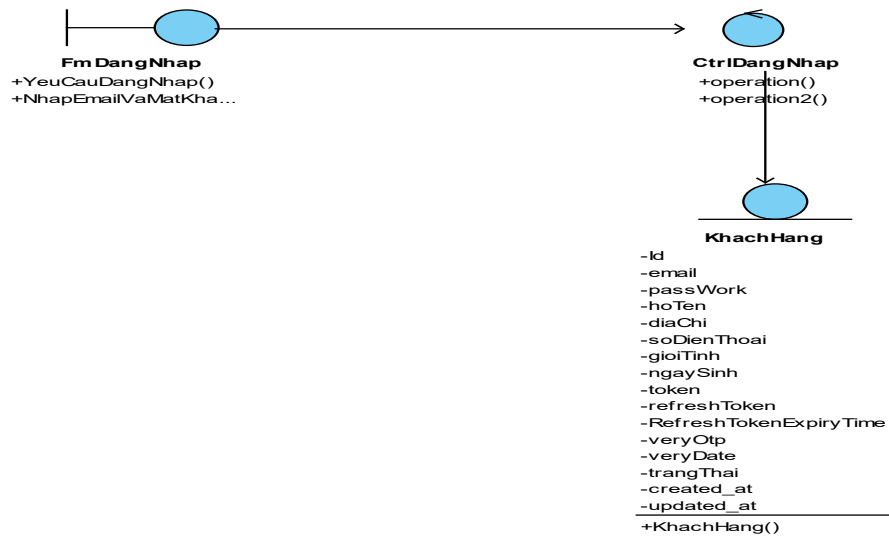 FmDangNhap
+YeuCauDangNhap()
+NhapEmailVaMatKha...
CtrlDangNhap
+operation()
+operation2()
KhachHang
-Id
-email
-passWork
-hoTen
-diaChi
-soDienThoai
-gioiTinh
-ngaySinh
-token
-refreshToken
-RefreshTokenExpiryTime
-veryOtp
-veryDate
-trangThai
-created_at
-updated_at
+KhachHang()